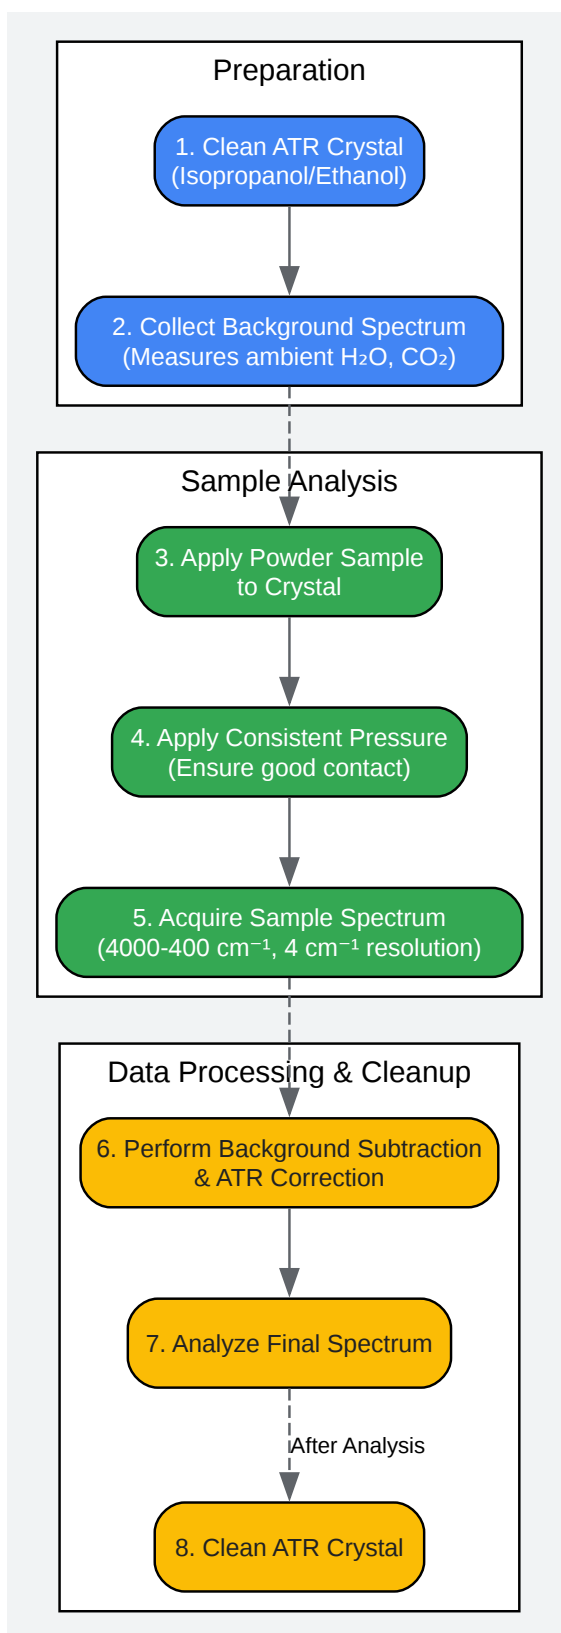 Preparation
1. Clean ATR Crystal
(Isopropanol/Ethanol)
2. Collect Background Spectrum
(Measures ambient H₂O, CO₂)
Sample Analysis
3. Apply Powder Sample
to Crystal
4. Apply Consistent Pressure
(Ensure good contact)
5. Acquire Sample Spectrum
(4000-400 cm⁻¹, 4 cm⁻¹ resolution)
Data Processing & Cleanup
6. Perform Background Subtraction
& ATR Correction
7. Analyze Final Spectrum
After Analysis
8. Clean ATR Crystal